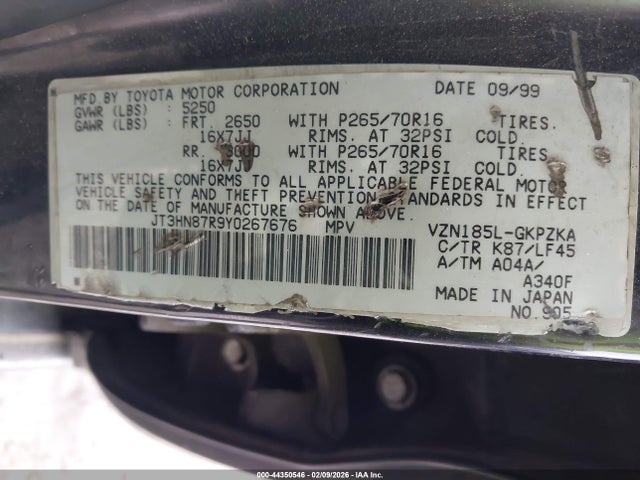 MFD BY TOYOTA MOTOR CORPORATION DATE 09/99
GVWR (LBS) : 5250
GAWR (LBS) : FRT. 2650 WITH P265/70R16 TIRES.
16X7JJ RIMS. AT 32PSI COLD.
RR. 3000 WITH P265/70R16 TIRES.
16X7JJ RIMS. AT 32PSI COLD.
THIS VEHICLE CONFORMS TO ALL APPLICABLE FEDERAL MOTOR
VEHICLE SAFETY AND THEFT PREVENTION STANDARDS IN EFFECT
ON THE DATE OF MANUFACTURE SHOWN ABOVE.
JT3HN87R9Y0267676 MPV VZN185L-GKPZKA
C/TR K87/LF45
A/TM A04A/
A340F
MADE IN JAPAN
NO. 905
000-44350546 - 02/09/2026 - IAA Inc.